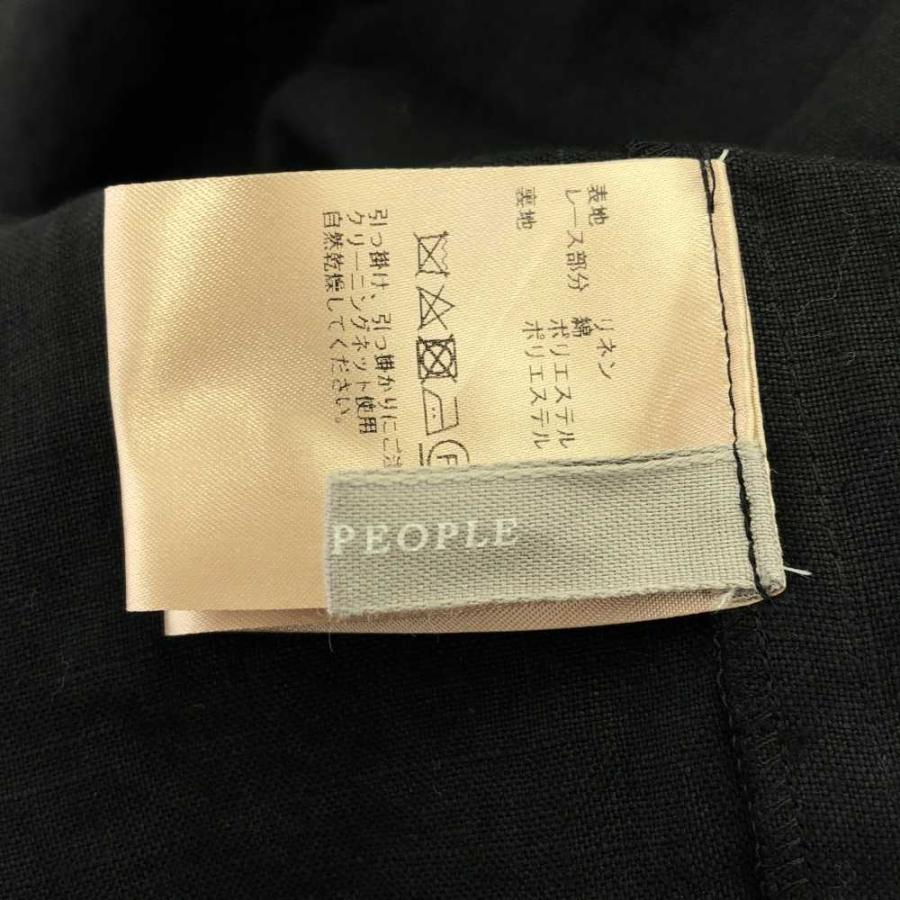 表地 リネン
レース部分 綿
ポリエステル
裏地 ポリエステル
引っ掛け、引っ掛かりにご注
クリーニングネット使用
自然乾燥してください。
PEOPLE